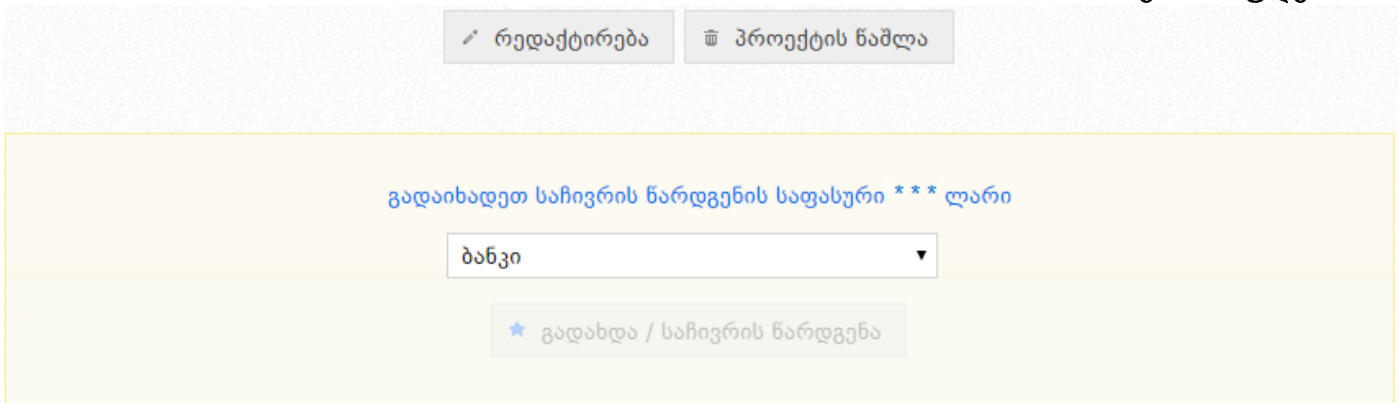 რედაქტირება
პროექტის წაშლა
გადაიხადეთ საჩივრის წარდგენის საფასური * * * ლარი
ბანკი
გადახდა / საჩივრის წარდგენა